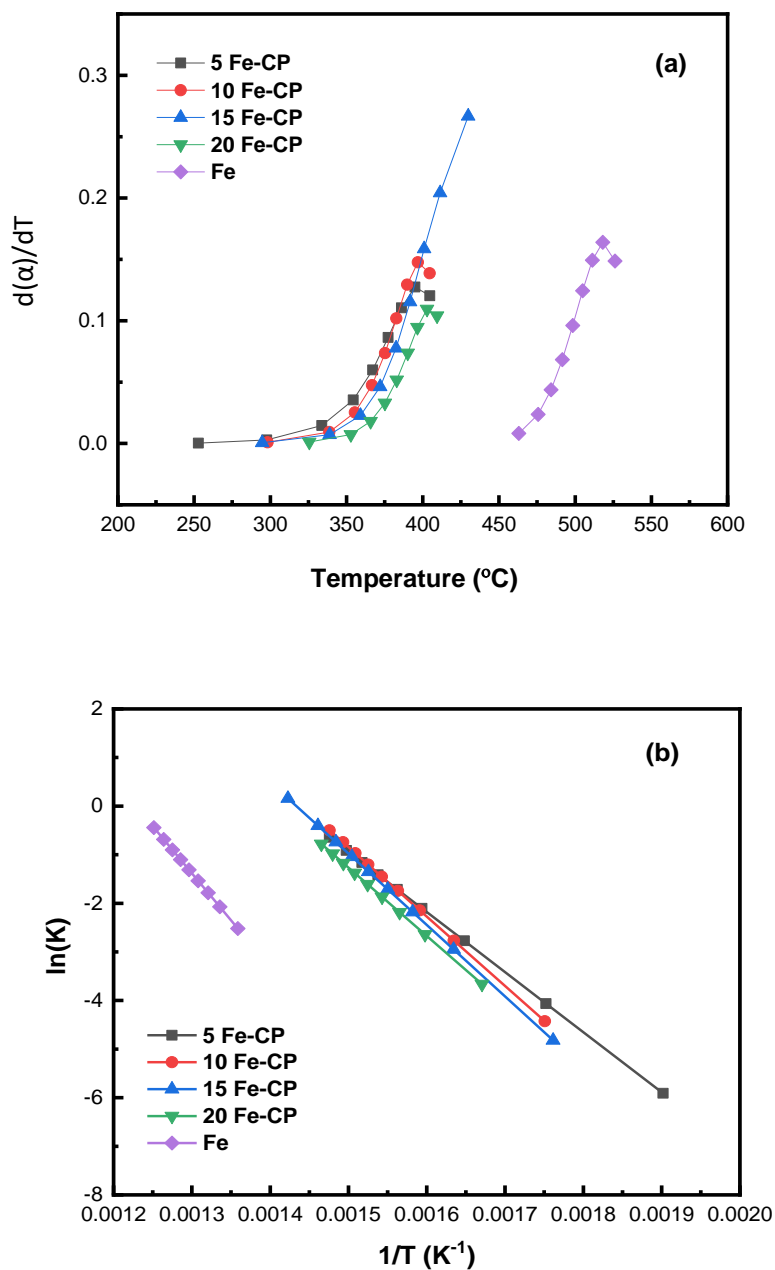 (a)
5 Fe-CP
10 Fe-CP
15 Fe-CP
20 Fe-CP
Fe
0.3
0.2
0.1
0.0
d(α)/dT
200 250 300 350 400 450 500 550 600
Temperature (ºC)
(b)
2
0
-2
-4
-6
-8
ln(K)
5 Fe-CP
10 Fe-CP
15 Fe-CP
20 Fe-CP
Fe
0.0012 0.0013 0.0014 0.0015 0.0016 0.0017 0.0018 0.0019 0.0020
1/T (K⁻¹)